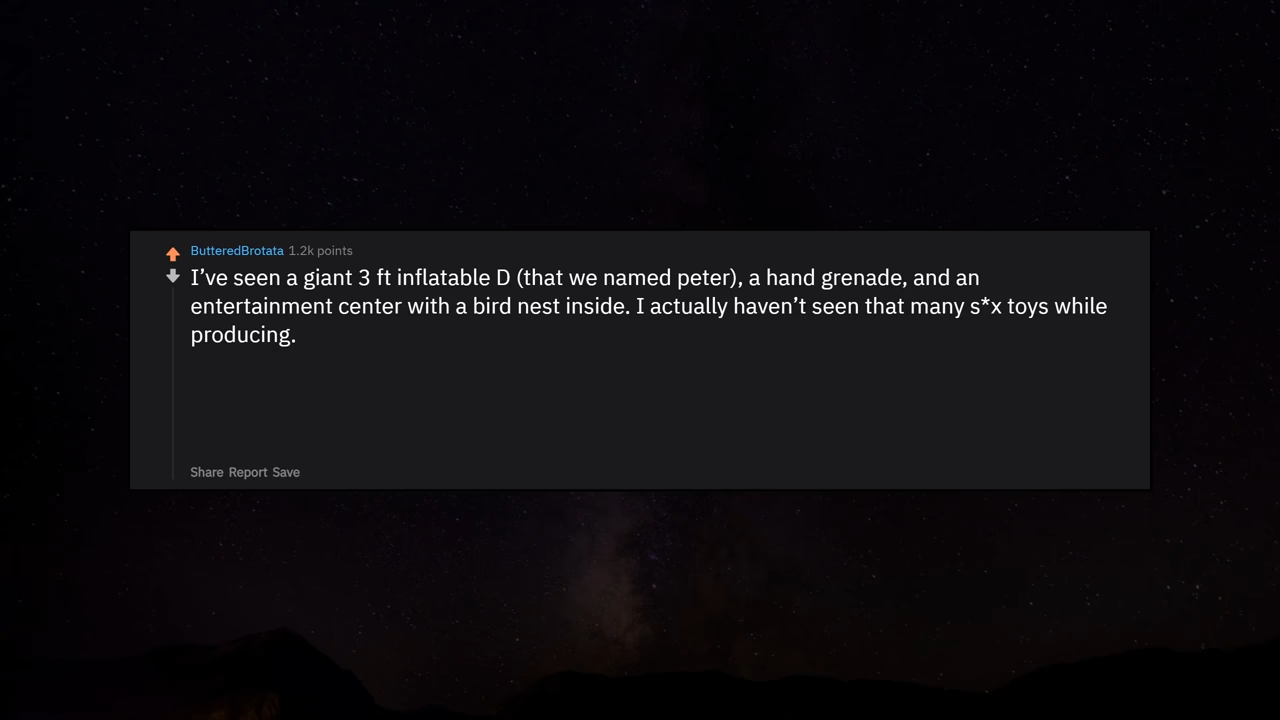 ButteredBrotata 1.2k points
I’ve seen a giant 3 ft inflatable D (that we named peter), a hand grenade, and an
entertainment center with a bird nest inside. I actually haven’t seen that many s*x toys while
producing.
Share Report Save